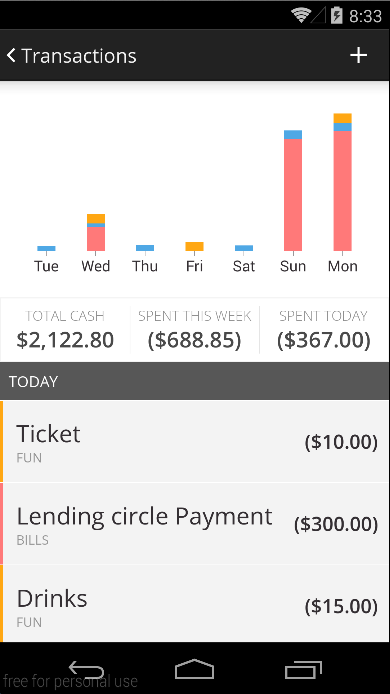 8:33
Transactions
Tue Wed Thu Fri Sat Sun Mon
TOTAL CASH SPENT THIS WEEK SPENT TODAY
$2,122.80 ($688.85) ($367.00)
TODAY
Ticket ($10.00)
FUN
Lending circle Payment ($300.00)
BILLS
Drinks ($15.00)
FUN
free for personal use